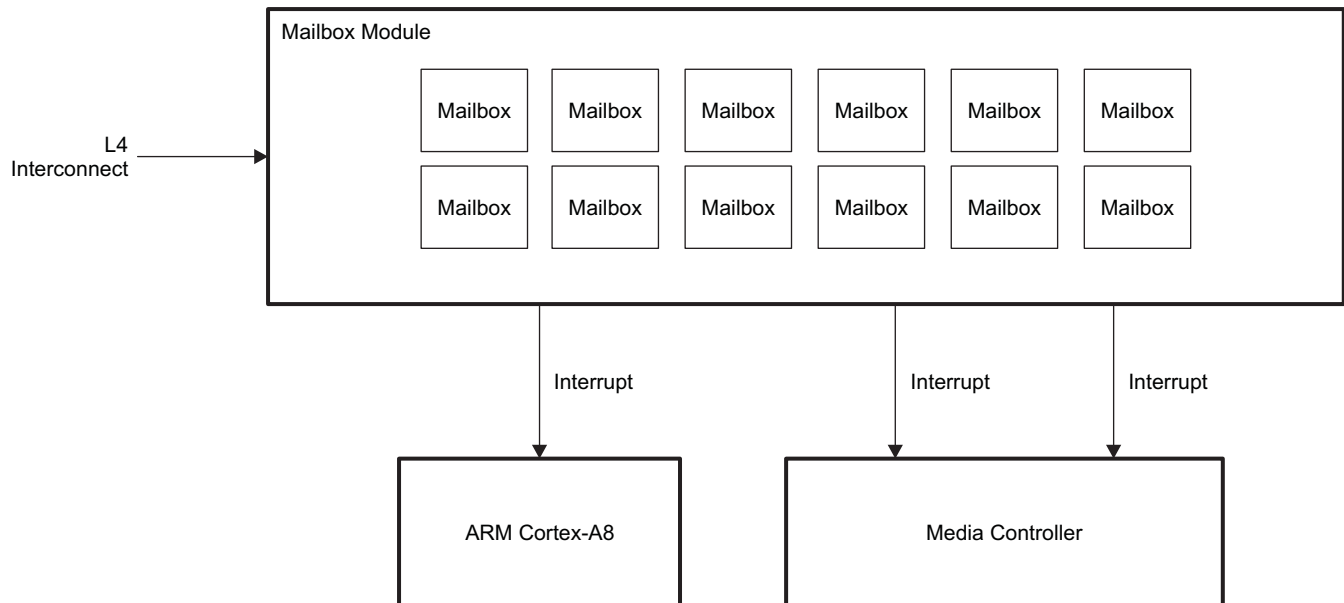 Mailbox Module
Mailbox Mailbox Mailbox Mailbox Mailbox Mailbox
L4
Interconnect
Mailbox Mailbox Mailbox Mailbox Mailbox Mailbox
Interrupt Interrupt Interrupt
ARM Cortex-A8 Media Controller